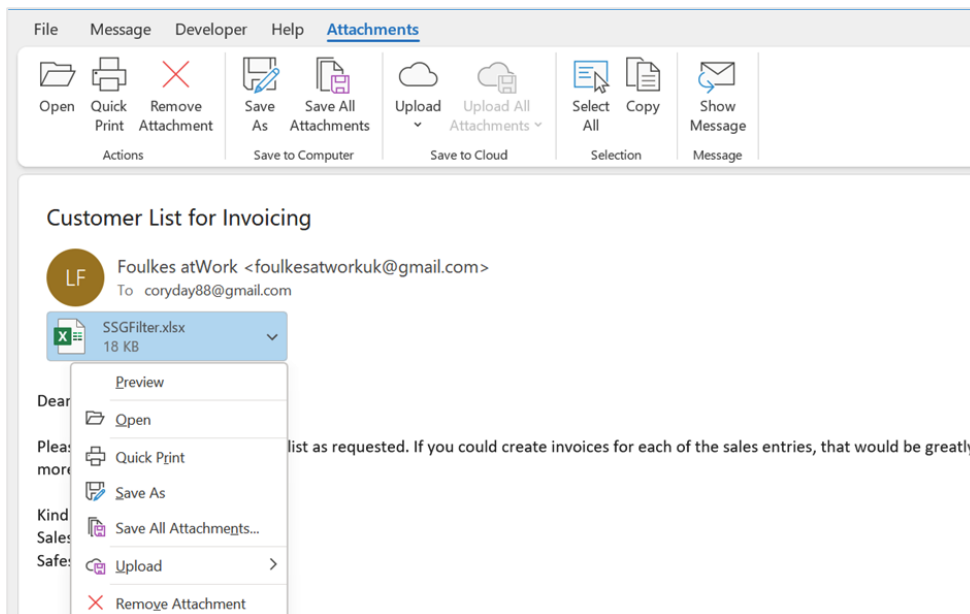 File Message Developer Help Attachments
Open Quick Print Remove Attachment Save As Save All Attachments Upload Upload All Attachments Select All Copy Show Message
Actions Save to Computer Save to Cloud Selection Message
Customer List for Invoicing
LF
Foulkes atWork <foulkesatworkuk@gmail.com>
To coryday88@gmail.com
SSGFilter.xlsx
18 KB
Preview
Dear
Open
list as requested. If you could create invoices for each of the sales entries, that would be greatly
Quick Print
more
Save As
Kind
Save All Attachments...
Sales
Upload
Remove Attachment